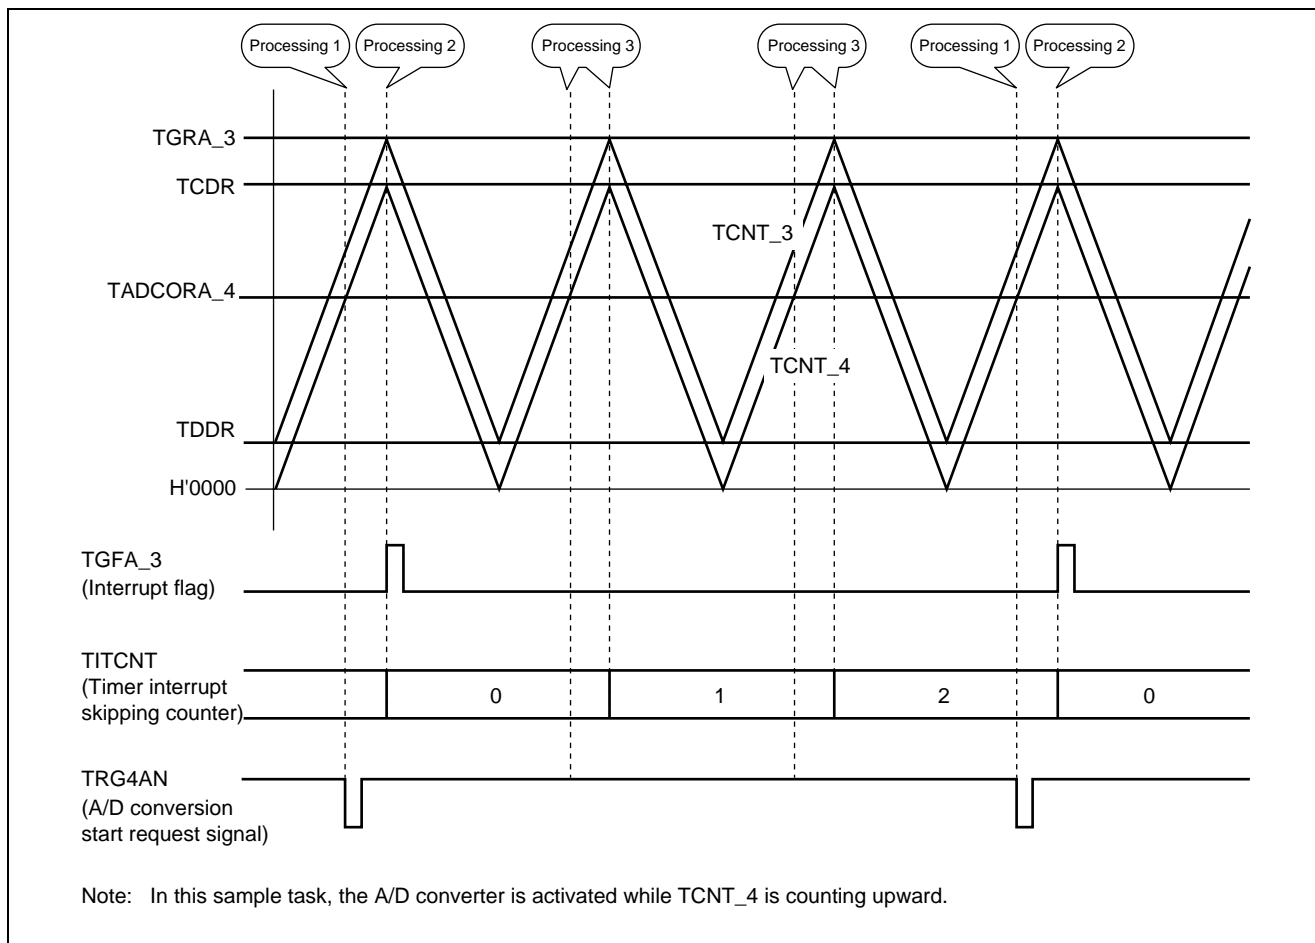 Processing 1
Processing 2
Processing 3
Processing 3
Processing 1
Processing 2
TGRA_3
TCDR
TCNT_3
TADCORA_4
TCNT_4
TDDR
H'0000
TGFA_3
(Interrupt flag)
TITCNT
(Timer interrupt
skipping counter)
0
1
2
0
TRG4AN
(A/D conversion
start request signal)
Note: In this sample task, the A/D converter is activated while TCNT_4 is counting upward.